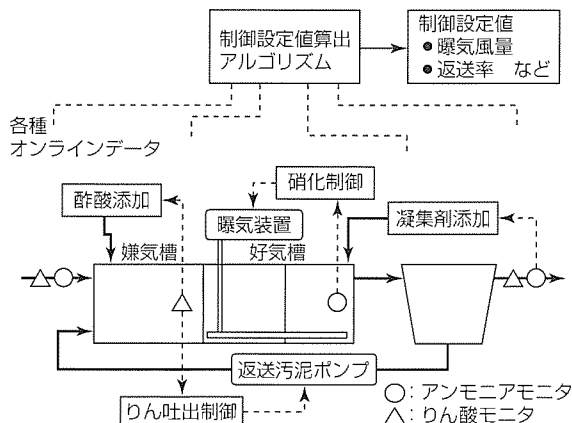 制御設定値算出
アルゴリズム
制御設定値
● 曝気風量
● 返送率 など
各種
オンラインデータ
酢酸添加
硝化制御
曝気装置
凝集剤添加
嫌気槽
好気槽
返送汚泥ポンプ
りん吐出制御
○: アンモニアモニタ
△: りん酸モニタ